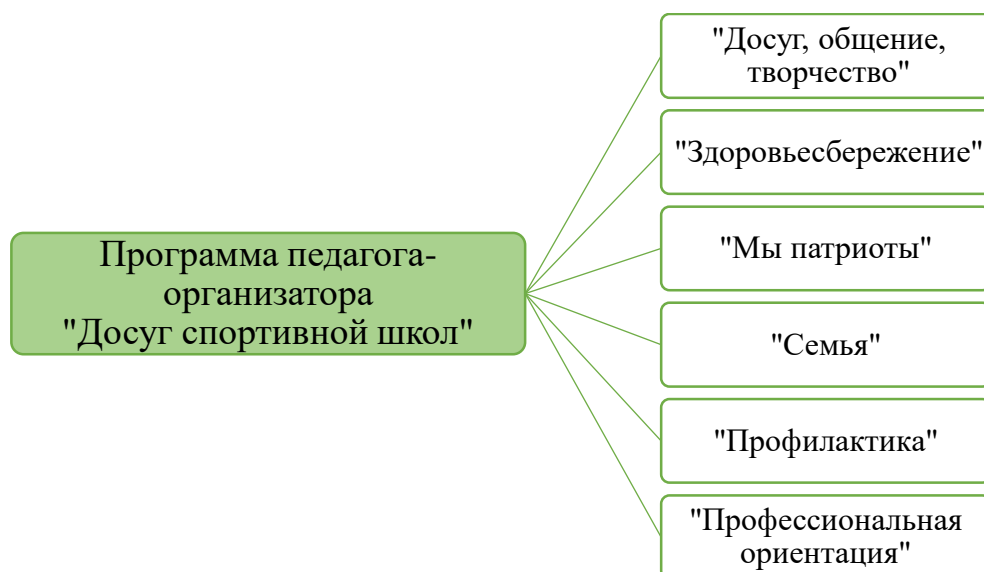 "Досуг, общение,
творчество"
"Здоровьесбережение"
"Мы патриоты"
Программа педагога-
организатора
"Досуг спортивной школ"
"Семья"
"Профилактика"
"Профессиональная
ориентация"